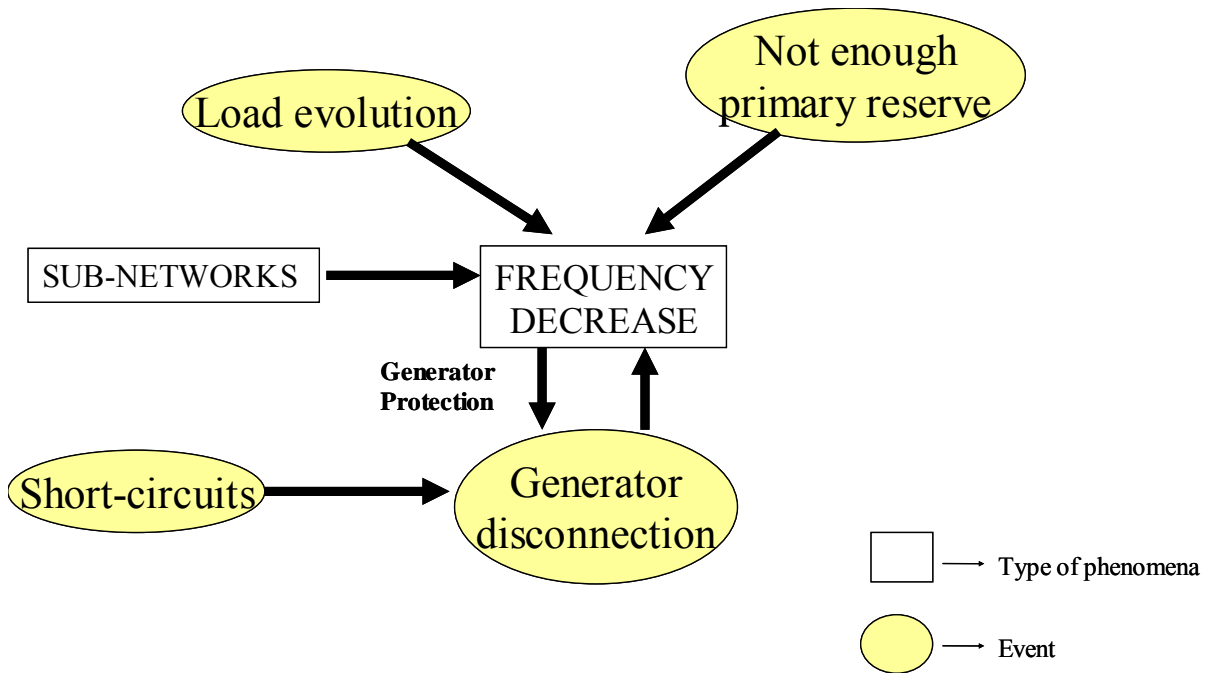 Not enough
primary reserve
Load evolution
SUB-NETWORKS
FREQUENCY
DECREASE
Generator
Protection
Short-circuits
Generator
disconnection
Type of phenomena
Event